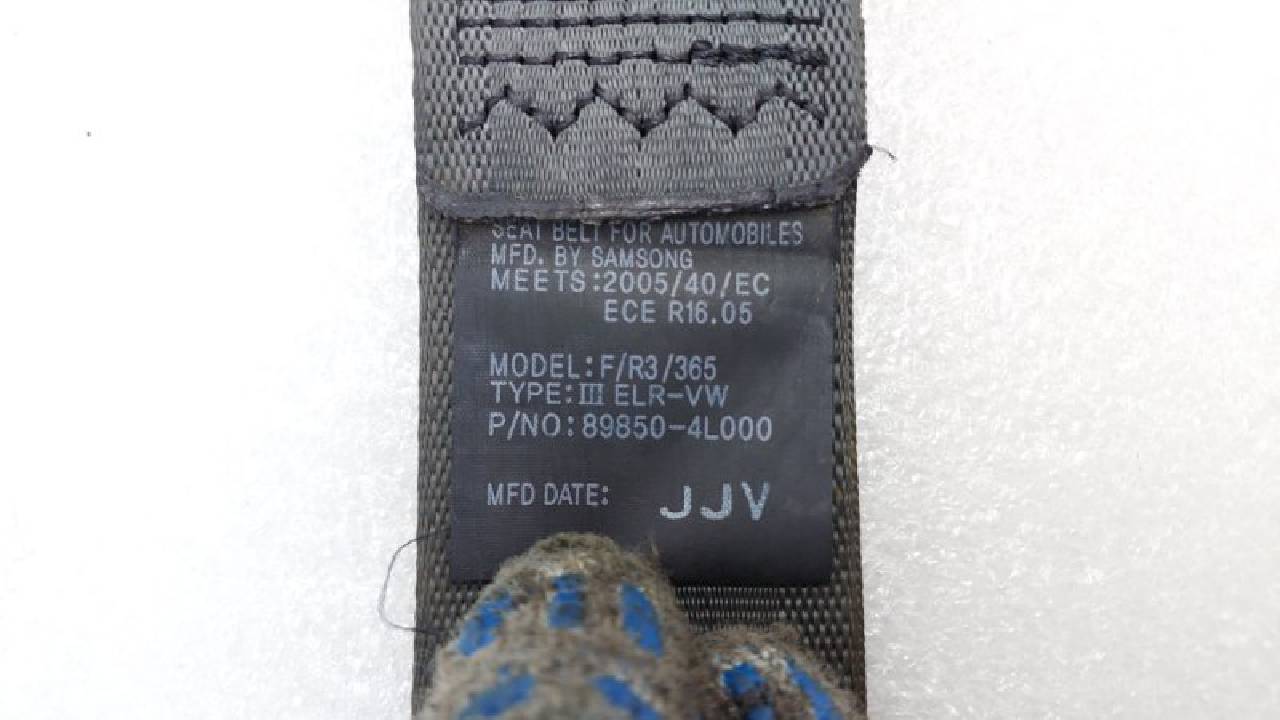 SEAT BELT FOR AUTOMOBILES
MFD. BY SAMSONG
MEETS:2005/40/EC
ECE R16.05
MODEL:F/R3/365
TYPE:Ⅲ ELR-VW
P/NO:89850-4L000
MFD DATE: JJV